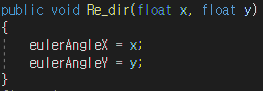 public void Re_dir(float x, float y)
{
eulerAngleX = x;
eulerAngleY = y;
}